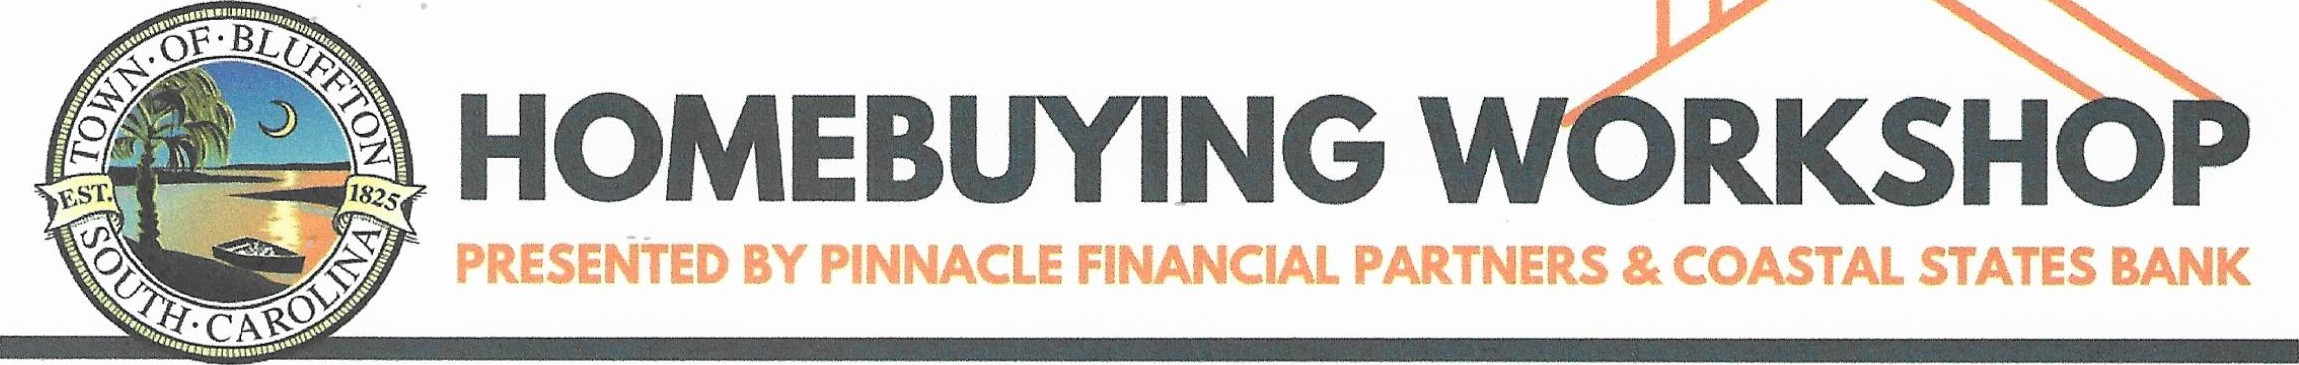 TOWN·OF·BLUFFTON
EST. 1825
SOUTH·CAROLINA
HOMEBUYING WORKSHOP
PRESENTED BY PINNACLE FINANCIAL PARTNERS & COASTAL STATES BANK